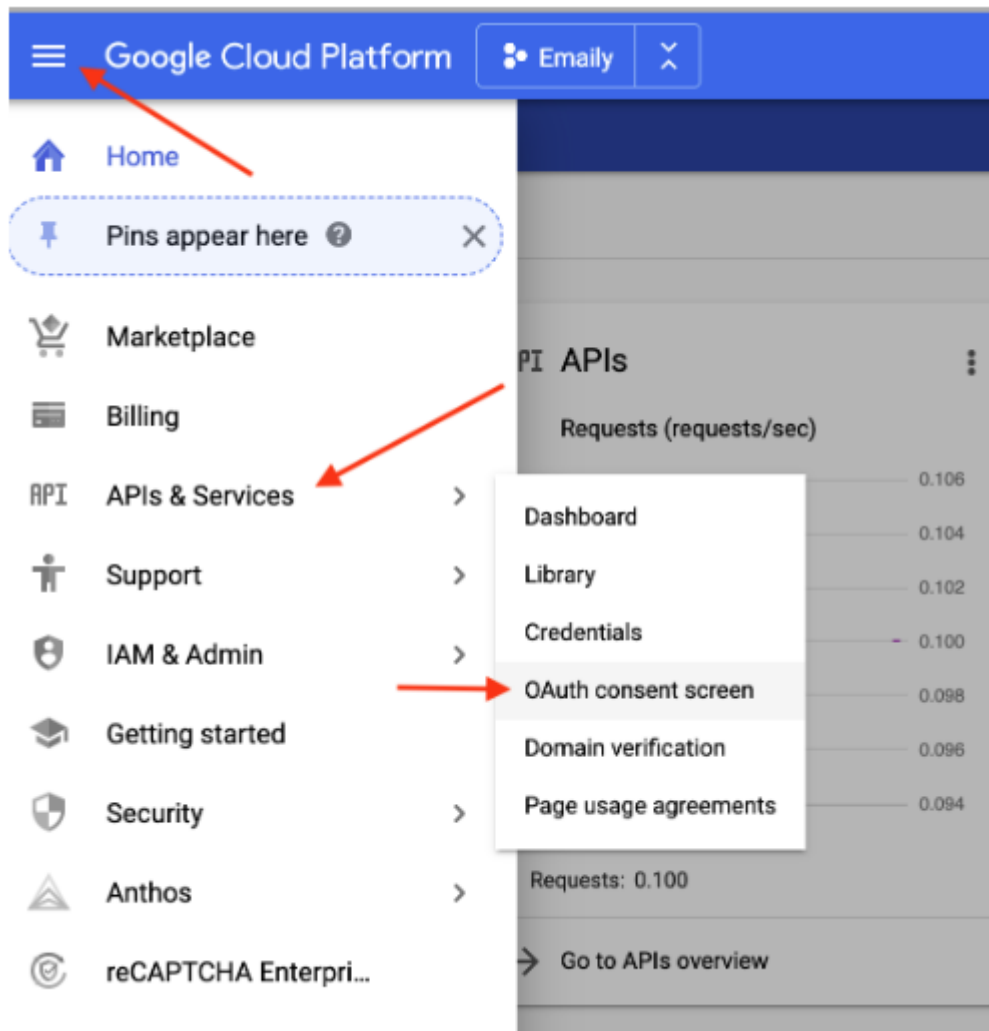 Google Cloud Platform
Emaily
Home
Pins appear here
Marketplace
Billing
API APIs & Services
Support
IAM & Admin
Getting started
Security
Anthos
reCAPTCHA Enterpri...
PI APIs
Requests (requests/sec)
0.106
0.104
0.102
0.100
0.098
0.096
0.094
Dashboard
Library
Credentials
OAuth consent screen
Domain verification
Page usage agreements
Requests: 0.100
Go to APIs overview